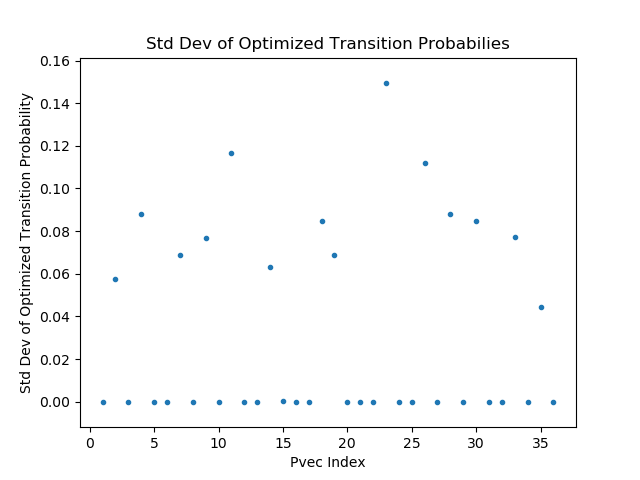 Std Dev of Optimized Transition Probabilies
Std Dev of Optimized Transition Probability
0.16
0.14
0.12
0.10
0.08
0.06
0.04
0.02
0.00
0 5 10 15 20 25 30 35
Pvec Index